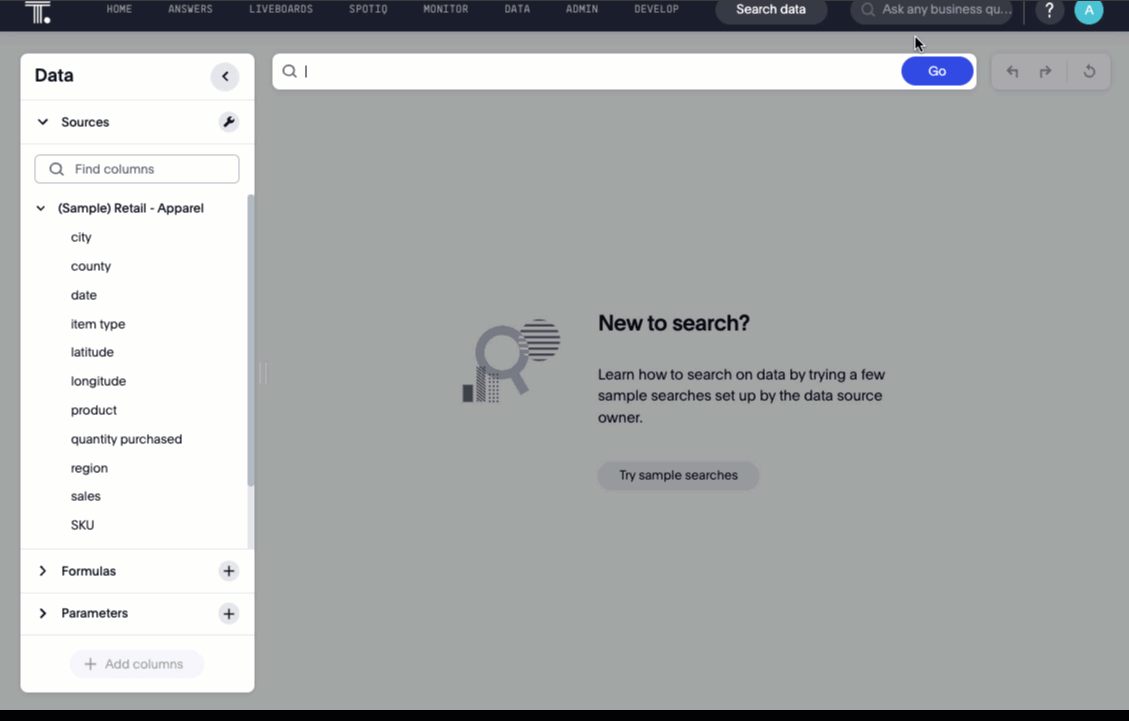 T. HOME ANSWERS LIVEBOARDS SPOTIQ MONITOR DATA ADMIN DEVELOP Search data Ask any business qu... ? A
Data
Go
Sources
Find columns
(Sample) Retail - Apparel
city
county
date
item type
latitude
longitude
product
quantity purchased
region
sales
SKU
Formulas
Parameters
Add columns
New to search?
Learn how to search on data by trying a few
sample searches set up by the data source
owner.
Try sample searches